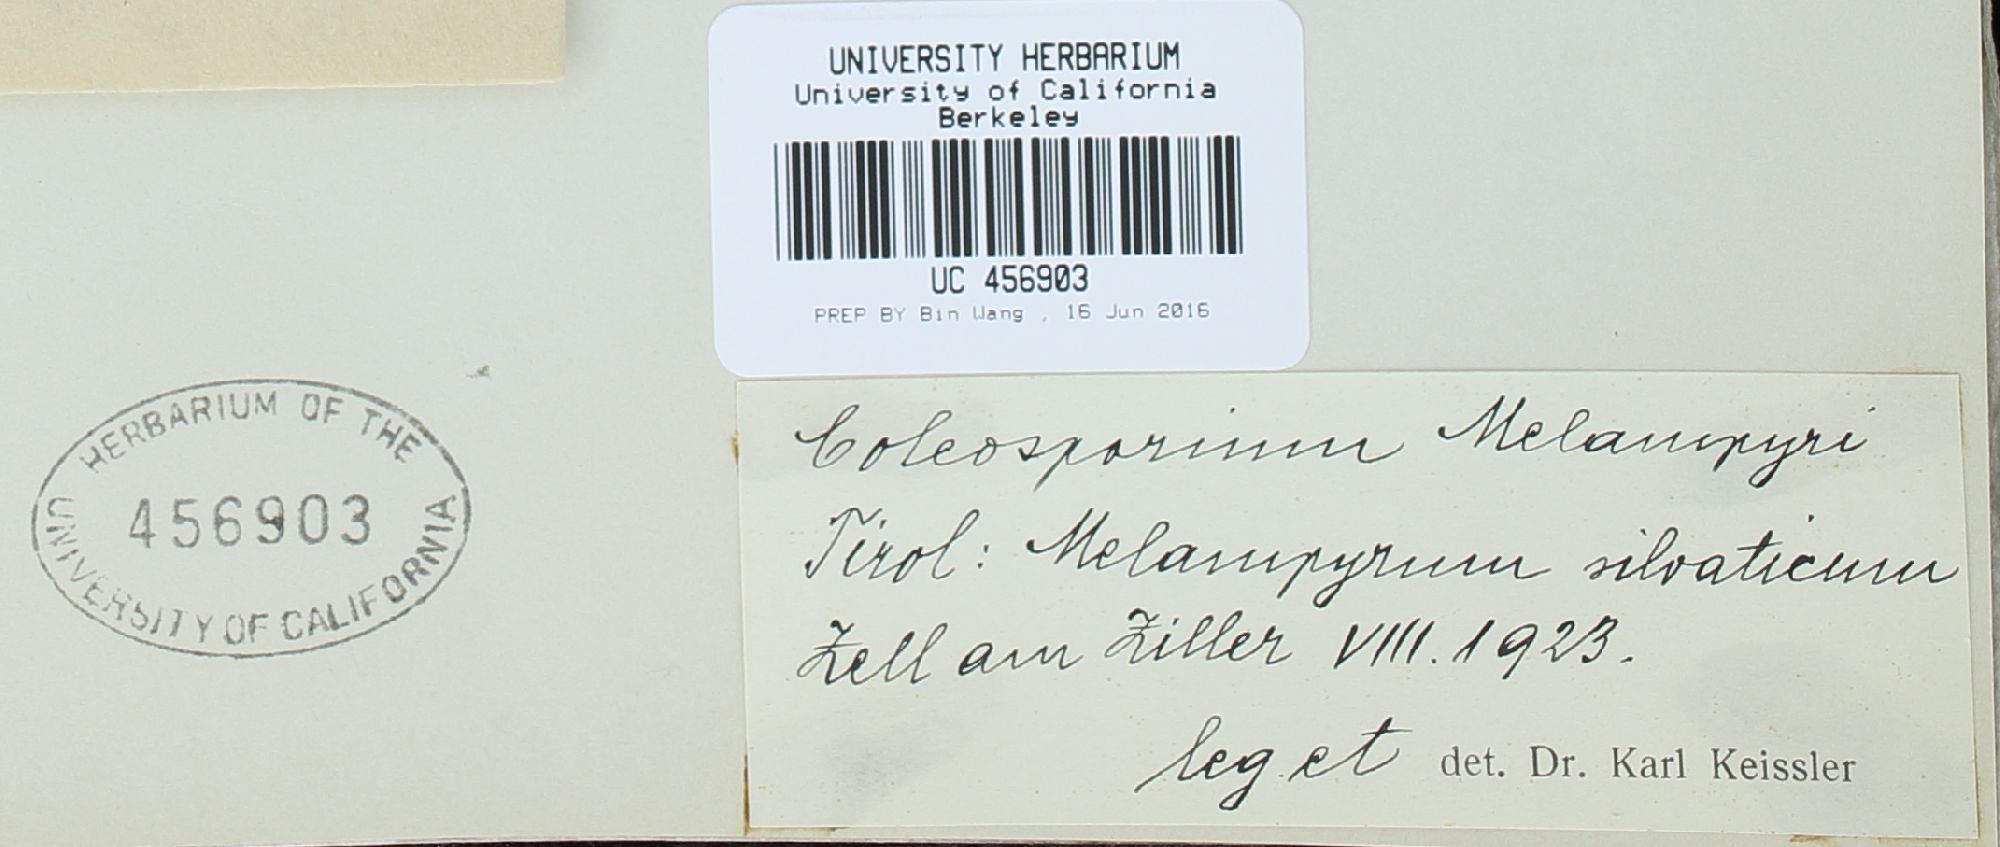 UNIVERSITY HERBARIUM
University of California
Berkeley
UC 456903
PREP BY Bin Wang , 16 Jun 2016
HERBARIUM OF THE
456903
UNIVERSITY OF CALIFORNIA
Coleosporium Melampyri
Tirol: Melampyrum silvaticum
Zell am Ziller VIII. 1923.
leg. et det. Dr. Karl Keissler